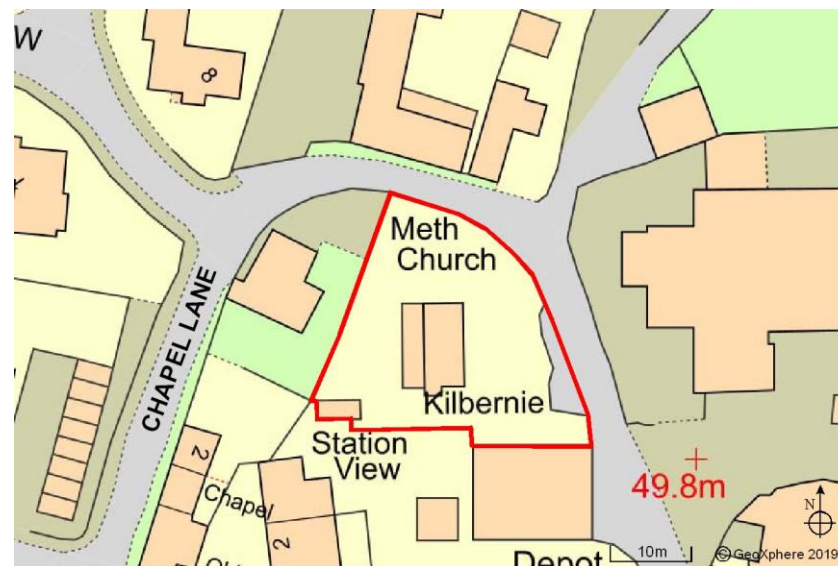 W
8
Meth
Church
CHAPEL LANE
Kilbernie
Station
View
2
Chapel
2
49.8m
N
10m
© GeoXphere 2019
Depot